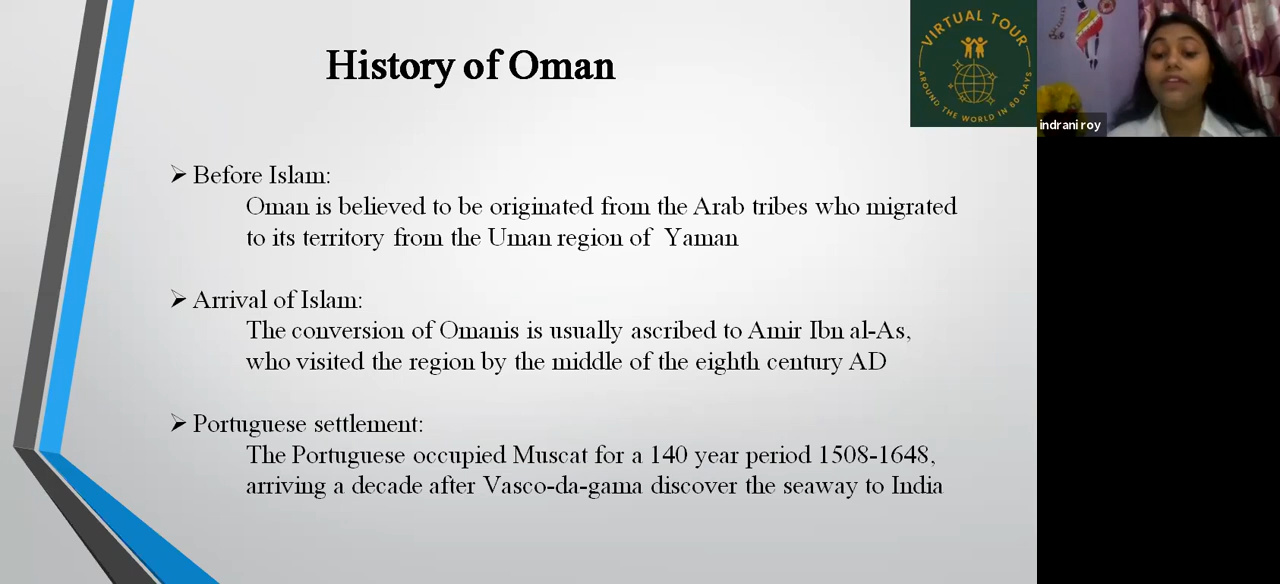 History of Oman
VIRTUAL TOUR
AROUND THE WORLD IN 80 DAYS
indrani roy
➢ Before Islam:
Oman is believed to be originated from the Arab tribes who migrated
to its territory from the Uman region of Yaman
➢ Arrival of Islam:
The conversion of Omanis is usually ascribed to Amir Ibn al-As,
who visited the region by the middle of the eighth century AD
➢ Portuguese settlement:
The Portuguese occupied Muscat for a 140 year period 1508-1648,
arriving a decade after Vasco-da-gama discover the seaway to India